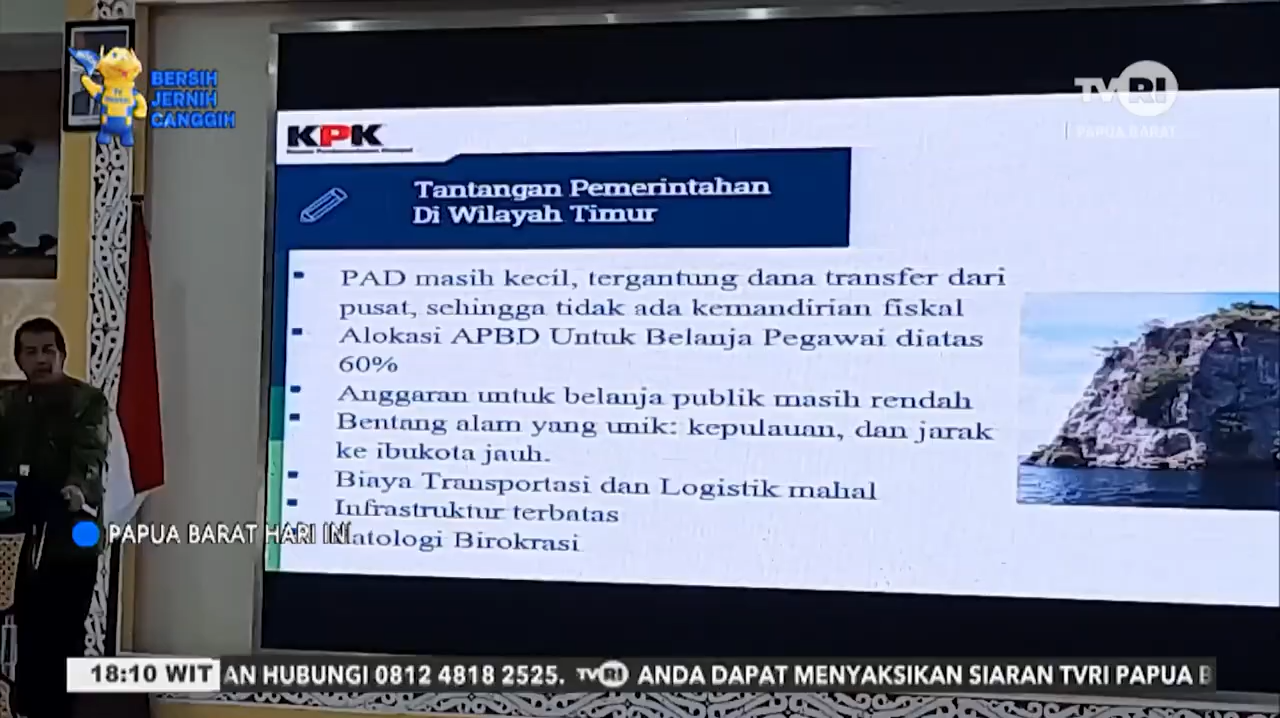 BERSIH
JERNIH
CANGGIH
TVRI
PAPUA BARAT
KPK
Tantangan Pemerintahan
Di Wilayah Timur
PAD masih kecil, tergantung dana transfer dari
pusat, sehingga tidak ada kemandirian fiskal
Alokasi APBD Untuk Belanja Pegawai diatas
60%
Anggaran untuk belanja publik masih rendah
Bentang alam yang unik: kepulauan, dan jarak
ke ibukota jauh.
Biaya Transportasi dan Logistik mahal
Infrastruktur terbatas
Birokrasi
PAPUA BARAT HARI INI
18:10 WIT
AN HUBUNGI 0812 4818 2525. TVRI ANDA DAPAT MENYAKSIKAN SIARAN TVRI PAPUA B